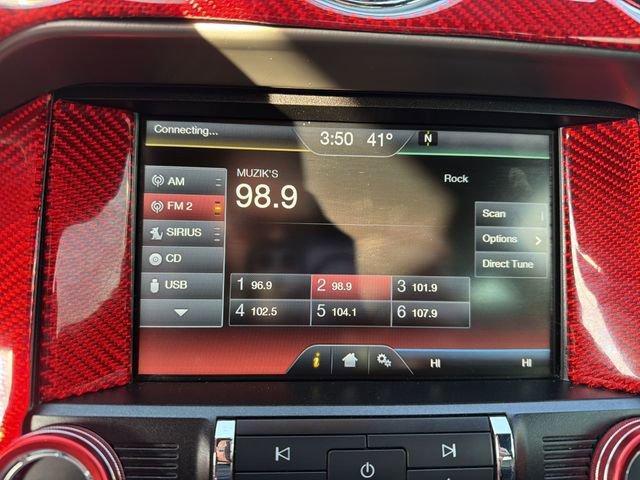 Connecting...
3:50 41° N
MUZIK'S
98.9
Rock
AM
FM 2
SIRIUS
CD
USB
Scan
Options >
Direct Tune
1 96.9 2 98.9 3 101.9
4 102.5 5 104.1 6 107.9
i HI HI